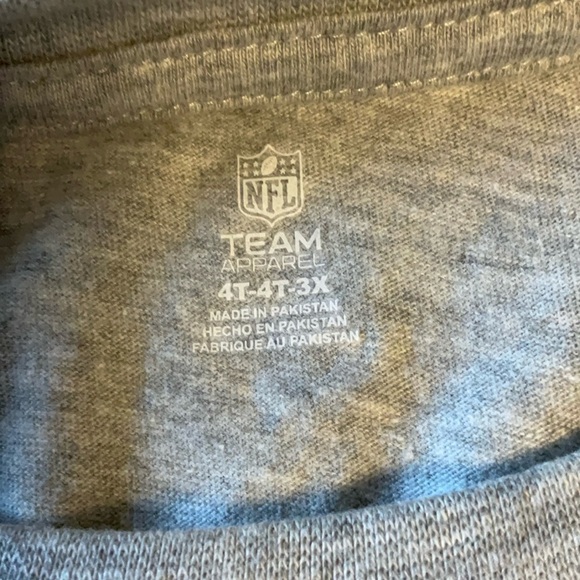 NFL
TEAM
APPAREL
4T-4T-3X
MADE IN PAKISTAN
HECHO EN PAKISTAN
FABRIQUE AU PAKISTAN